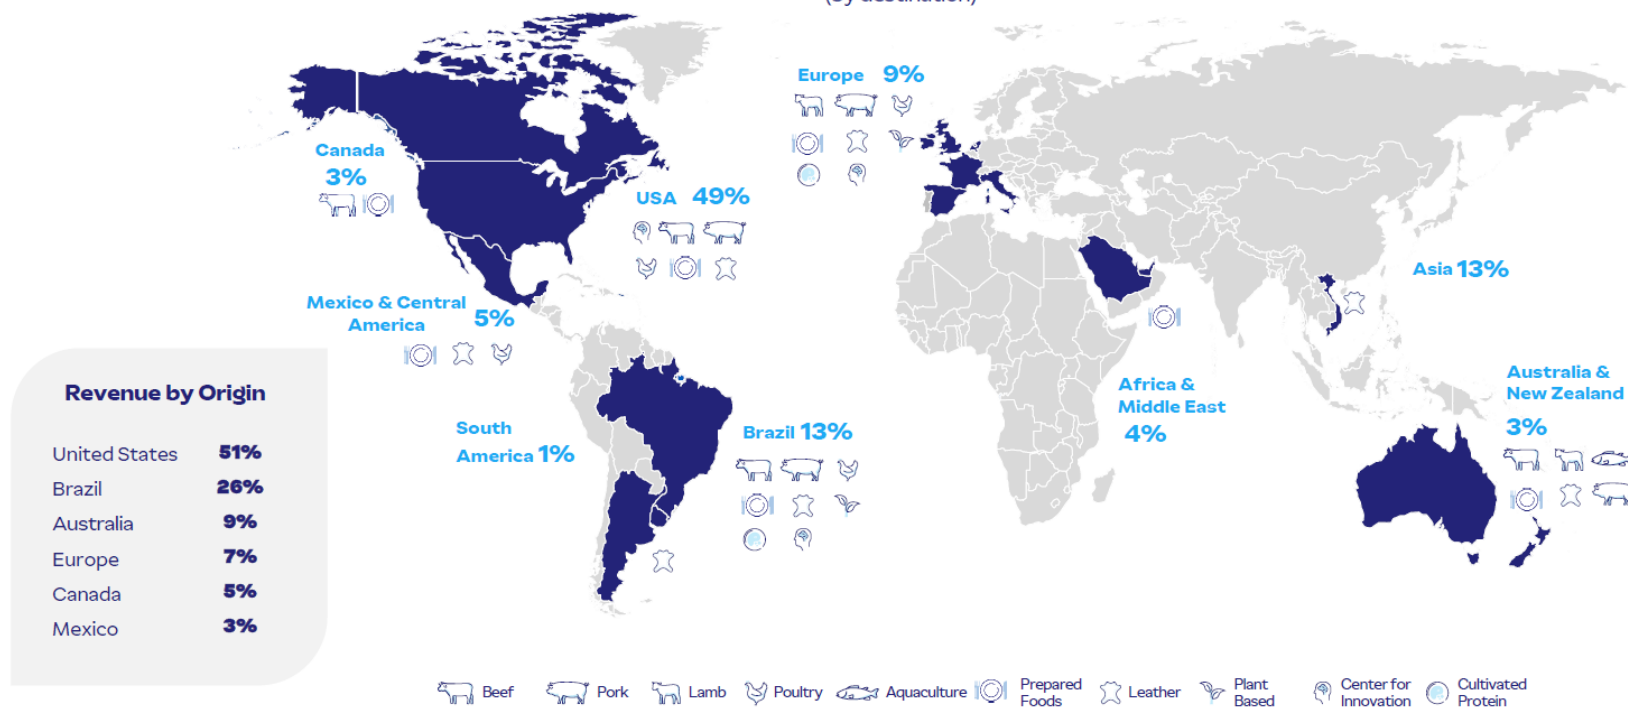 (by destination)
Europe 9%
Canada
3%
USA 49%
Asia 13%
Mexico & Central
America 5%
Africa &
Middle East
4%
Australia &
New Zealand
3%
South
America 1%
Brazil 13%
Revenue by Origin
United States 51%
Brazil 26%
Australia 9%
Europe 7%
Canada 5%
Mexico 3%
Beef
Pork
Lamb
Poultry
Aquaculture
Prepared
Foods
Leather
Plant
Based
Center for
Innovation
Cultivated
Protein